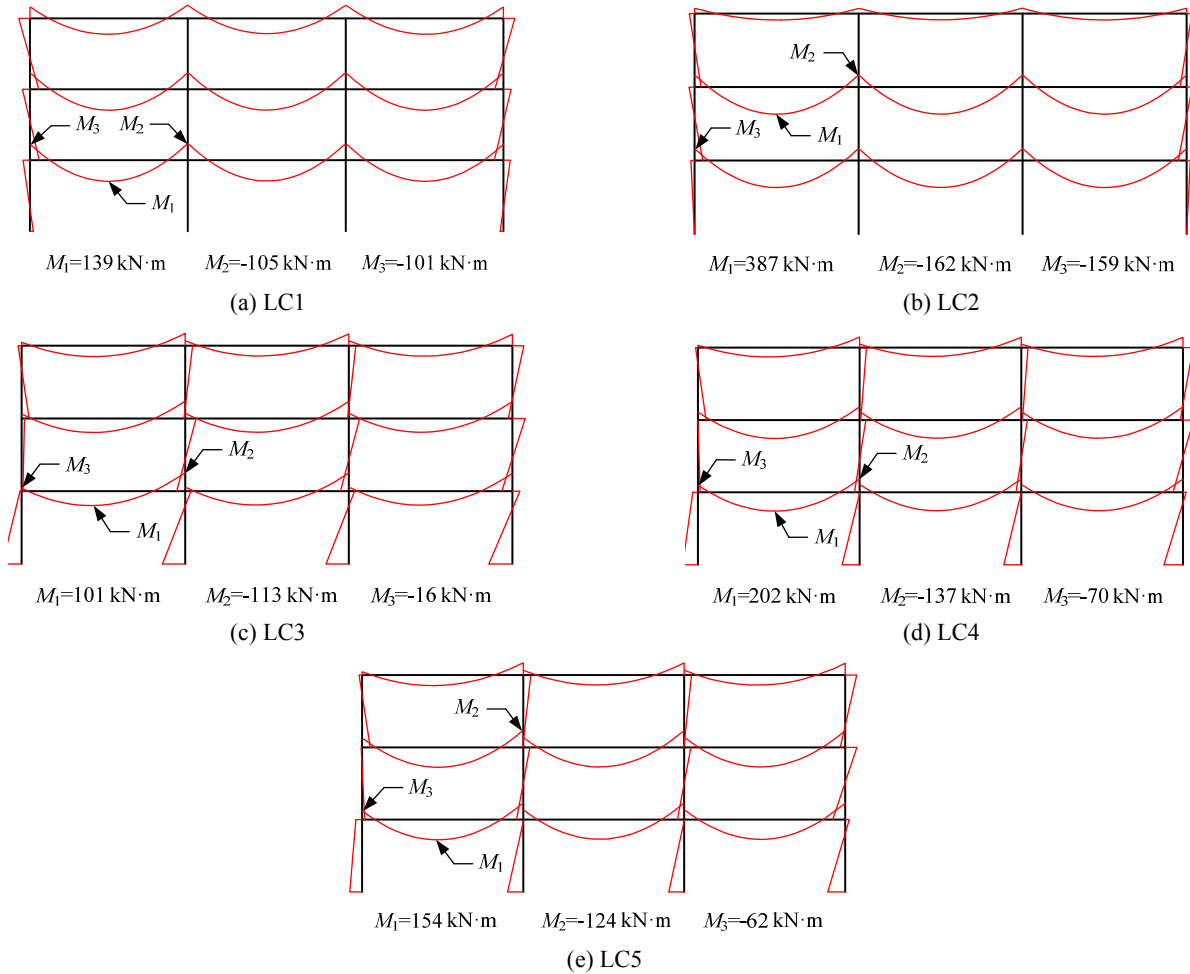 M3
M2
M1
M1=139 kN·m M2=-105 kN·m M3=-101 kN·m
(a) LC1
M2
M3
M1
M1=387 kN·m M2=-162 kN·m M3=-159 kN·m
(b) LC2
M3
M2
M1
M1=101 kN·m M2=-113 kN·m M3=-16 kN·m
(c) LC3
M3
M2
M1
M1=202 kN·m M2=-137 kN·m M3=-70 kN·m
(d) LC4
M2
M3
M1
M1=154 kN·m M2=-124 kN·m M3=-62 kN·m
(e) LC5